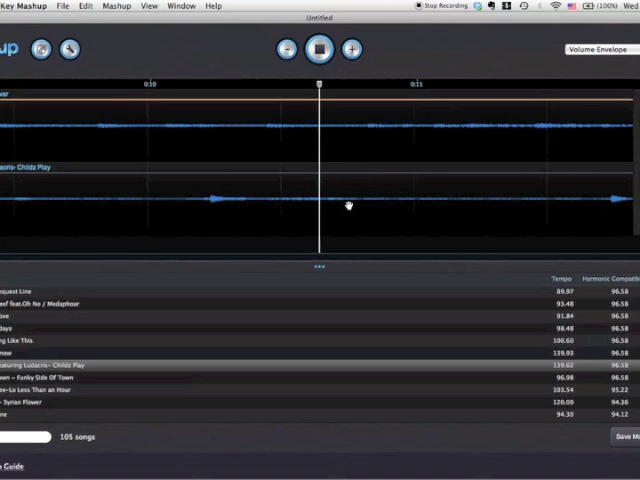 Key Mashup File Edit Mashup View Window Help Stop Recording (100%) Wed
Untitled
up
Volume Envelope
0:10 0:11
wer
dacris- Childz Play
Tempo Harmonic Compatib
equest Line 89.97 96.58
eef feat.Oh No / Medaphoar 93.48 96.58
ove 91.84 96.58
days 98.48 96.58
ng Like This 100.60 96.58
now 139.93 96.58
eaturing Ludacris- Childz Play 139.62 96.58
own - Funky Side Of Town 96.98 96.58
ee-Lo Less Than an Hour 103.54 95.22
- Syrian Flower 120.09 94.36
ne 94.30 94.12
105 songs
Save Ma
o Guide